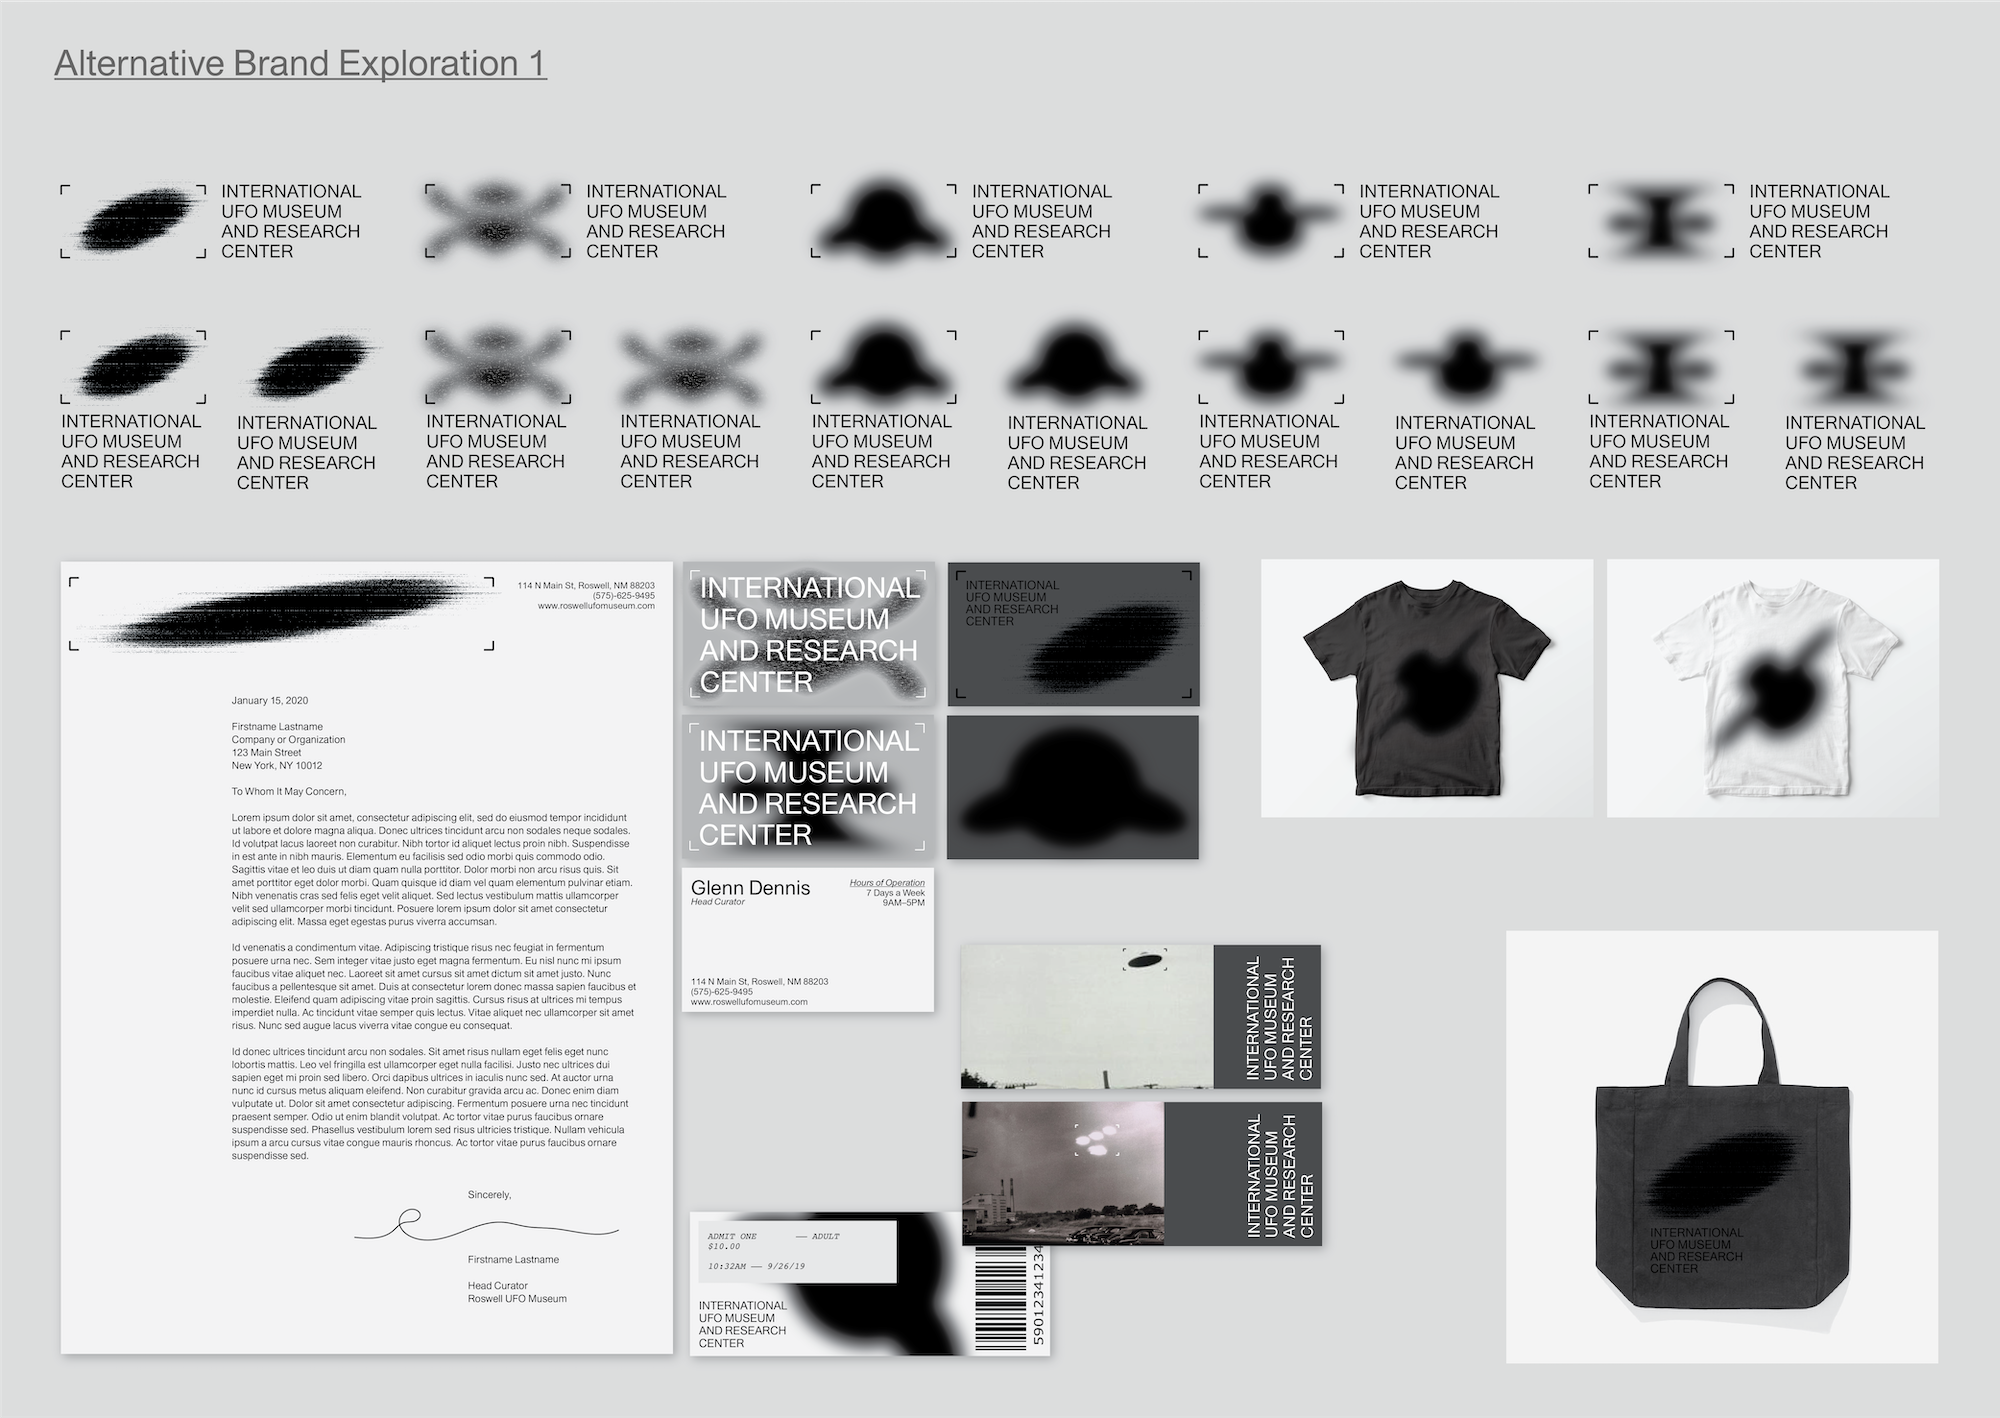 Alternative Brand Exploration 1
INTERNATIONAL
UFO MUSEUM
AND RESEARCH
CENTER
INTERNATIONAL
UFO MUSEUM
AND RESEARCH
CENTER
INTERNATIONAL
UFO MUSEUM
AND RESEARCH
CENTER
INTERNATIONAL
UFO MUSEUM
AND RESEARCH
CENTER
INTERNATIONAL
UFO MUSEUM
AND RESEARCH
CENTER
INTERNATIONAL
UFO MUSEUM
AND RESEARCH
CENTER
INTERNATIONAL
UFO MUSEUM
AND RESEARCH
CENTER
INTERNATIONAL
UFO MUSEUM
AND RESEARCH
CENTER
INTERNATIONAL
UFO MUSEUM
AND RESEARCH
CENTER
INTERNATIONAL
UFO MUSEUM
AND RESEARCH
CENTER
INTERNATIONAL
UFO MUSEUM
AND RESEARCH
CENTER
INTERNATIONAL
UFO MUSEUM
AND RESEARCH
CENTER
INTERNATIONAL
UFO MUSEUM
AND RESEARCH
CENTER
INTERNATIONAL
UFO MUSEUM
AND RESEARCH
CENTER
INTERNATIONAL
UFO MUSEUM
AND RESEARCH
CENTER
114 N Main St, Roswell, NM 88203
(575)-625-9495
www.roswellufomuseum.com
January 15, 2020
Firstname Lastname
Company or Organization
123 Main Street
New York, NY 10012
To Whom It May Concern,
Lorem ipsum dolor sit amet, consectetur adipiscing elit, sed do eiusmod tempor incididunt
ut labore et dolore magna aliqua. Donec ultrices tincidunt arcu non sodales neque sodales.
Id volutpat lacus laoreet non curabitur. Nibh tortor id aliquet lectus proin nibh. Suspendisse
in est ante in nibh mauris. Elementum eu facilisis sed odio morbi quis commodo odio.
Sagittis vitae et leo duis ut diam quam nulla porttitor. Dolor morbi non arcu risus quis. Sit
amet porttitor eget dolor morbi. Quam quisque id diam vel quam elementum pulvinar etiam.
Nibh venenatis cras sed felis eget velit aliquet. Sed lectus vestibulum mattis ullamcorper
velit sed ullamcorper morbi tincidunt. Posuere lorem ipsum dolor sit amet consectetur
adipiscing elit. Massa eget egestas purus viverra accumsan.
Id venenatis a condimentum vitae. Adipiscing tristique risus nec feugiat in fermentum
posuere urna nec. Sem integer vitae justo eget magna fermentum. Eu nisl nunc mi ipsum
faucibus vitae aliquet nec. Laoreet sit amet cursus sit amet dictum sit amet justo. Nunc
faucibus a pellentesque sit amet. Duis at consectetur lorem donec massa sapien faucibus et
molestie. Eleifend quam adipiscing vitae proin sagittis. Cursus risus at ultrices mi tempus
imperdiet nulla. Ac tincidunt vitae semper quis lectus. Vitae aliquet nec ullamcorper sit amet
risus. Nunc sed augue lacus viverra vitae congue eu consequat.
Id donec ultrices tincidunt arcu non sodales. Sit amet risus nullam eget felis eget nunc
lobortis mattis. Leo vel fringilla est ullamcorper eget nulla facilisi. Justo nec ultrices dui
sapien eget mi proin sed libero. Orci dapibus ultrices in iaculis nunc sed. At auctor urna
nunc id cursus metus aliquam eleifend. Non curabitur gravida arcu ac. Donec enim diam
vulputate ut. Dolor sit amet consectetur adipiscing. Fermentum posuere urna nec tincidunt
praesent semper. Odio ut enim blandit volutpat. Ac tortor vitae purus faucibus ornare
suspendisse sed. Phasellus vestibulum lorem sed risus ultricies tristique. Nullam vehicula
ipsum a arcu cursus vitae congue mauris rhoncus. Ac tortor vitae purus faucibus ornare
suspendisse sed.
Sincerely,
Firstname Lastname
Head Curator
Roswell UFO Museum
INTERNATIONAL
UFO MUSEUM
AND RESEARCH
CENTER
INTERNATIONAL
UFO MUSEUM
AND RESEARCH
CENTER
INTERNATIONAL
UFO MUSEUM
AND RESEARCH
CENTER
Glenn Dennis
Head Curator
Hours of Operation
7 Days a Week
9AM–5PM
114 N Main St, Roswell, NM 88203
(575)-625-9495
www.roswellufomuseum.com
INTERNATIONAL
UFO MUSEUM
AND RESEARCH
CENTER
INTERNATIONAL
UFO MUSEUM
AND RESEARCH
CENTER
ADMIT ONE — ADULT
$10.00
10:32AM — 9/26/19
INTERNATIONAL
UFO MUSEUM
AND RESEARCH
CENTER
59012341234
INTERNATIONAL
UFO MUSEUM
AND RESEARCH
CENTER